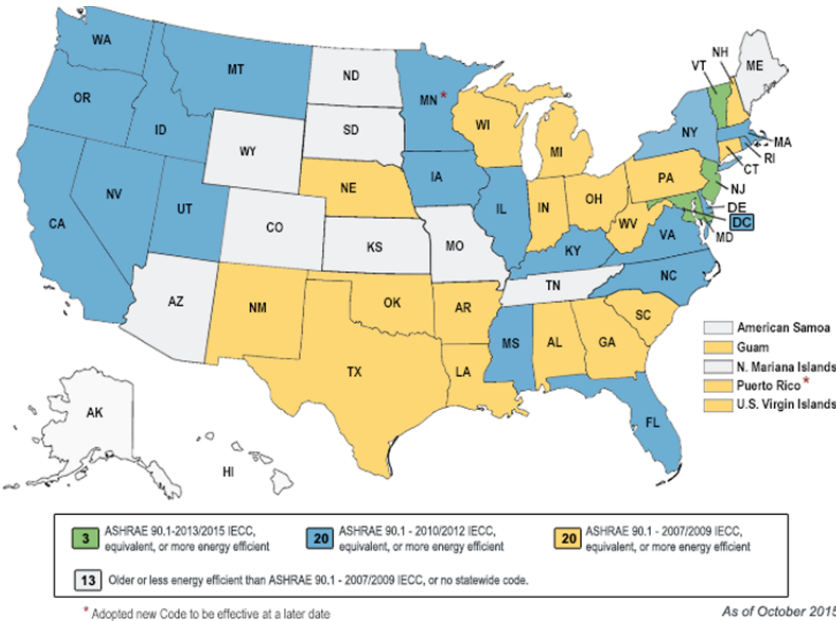 WA
MT
ND
MN *
OR
ID
SD
WY
WI
MI
NH
VT
ME
NY
MA
RI
CT
NV
UT
CA
NE
IA
IL
IN
OH
PA
NJ
DE
DC
MD
WV
VA
CO
KS
MO
KY
NC
TN
AZ
NM
OK
AR
SC
MS
AL
GA
TX
LA
FL
AK
HI
American Samoa
Guam
N. Mariana Islands
Puerto Rico *
U.S. Virgin Islands
3 ASHRAE 90.1-2013/2015 IECC,
equivalent, or more energy efficient
20 ASHRAE 90.1 - 2010/2012 IECC,
equivalent, or more energy efficient
20 ASHRAE 90.1 - 2007/2009 IECC,
equivalent, or more energy efficient
13 Older or less energy efficient than ASHRAE 90.1 - 2007/2009 IECC, or no statewide code.
* Adopted new Code to be effective at a later date
As of October 2015